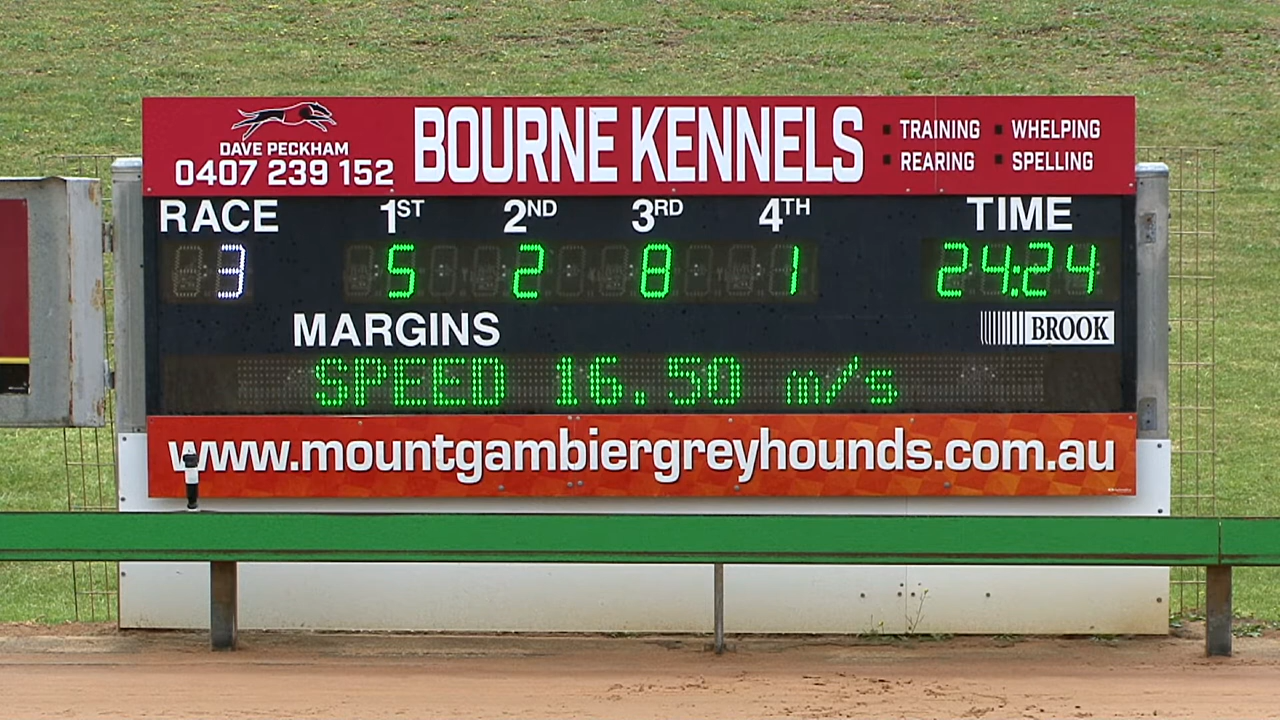 DAVE PECKHAM
0407 239 152
BOURNE KENNELS
▪ TRAINING ▪ WHELPING
▪ REARING ▪ SPELLING
RACE 1ST 2ND 3RD 4TH TIME
3 5 2 8 1 24:24
MARGINS BROOK
SPEED 16.50 m/s
www.mountgambiergreyhounds.com.au